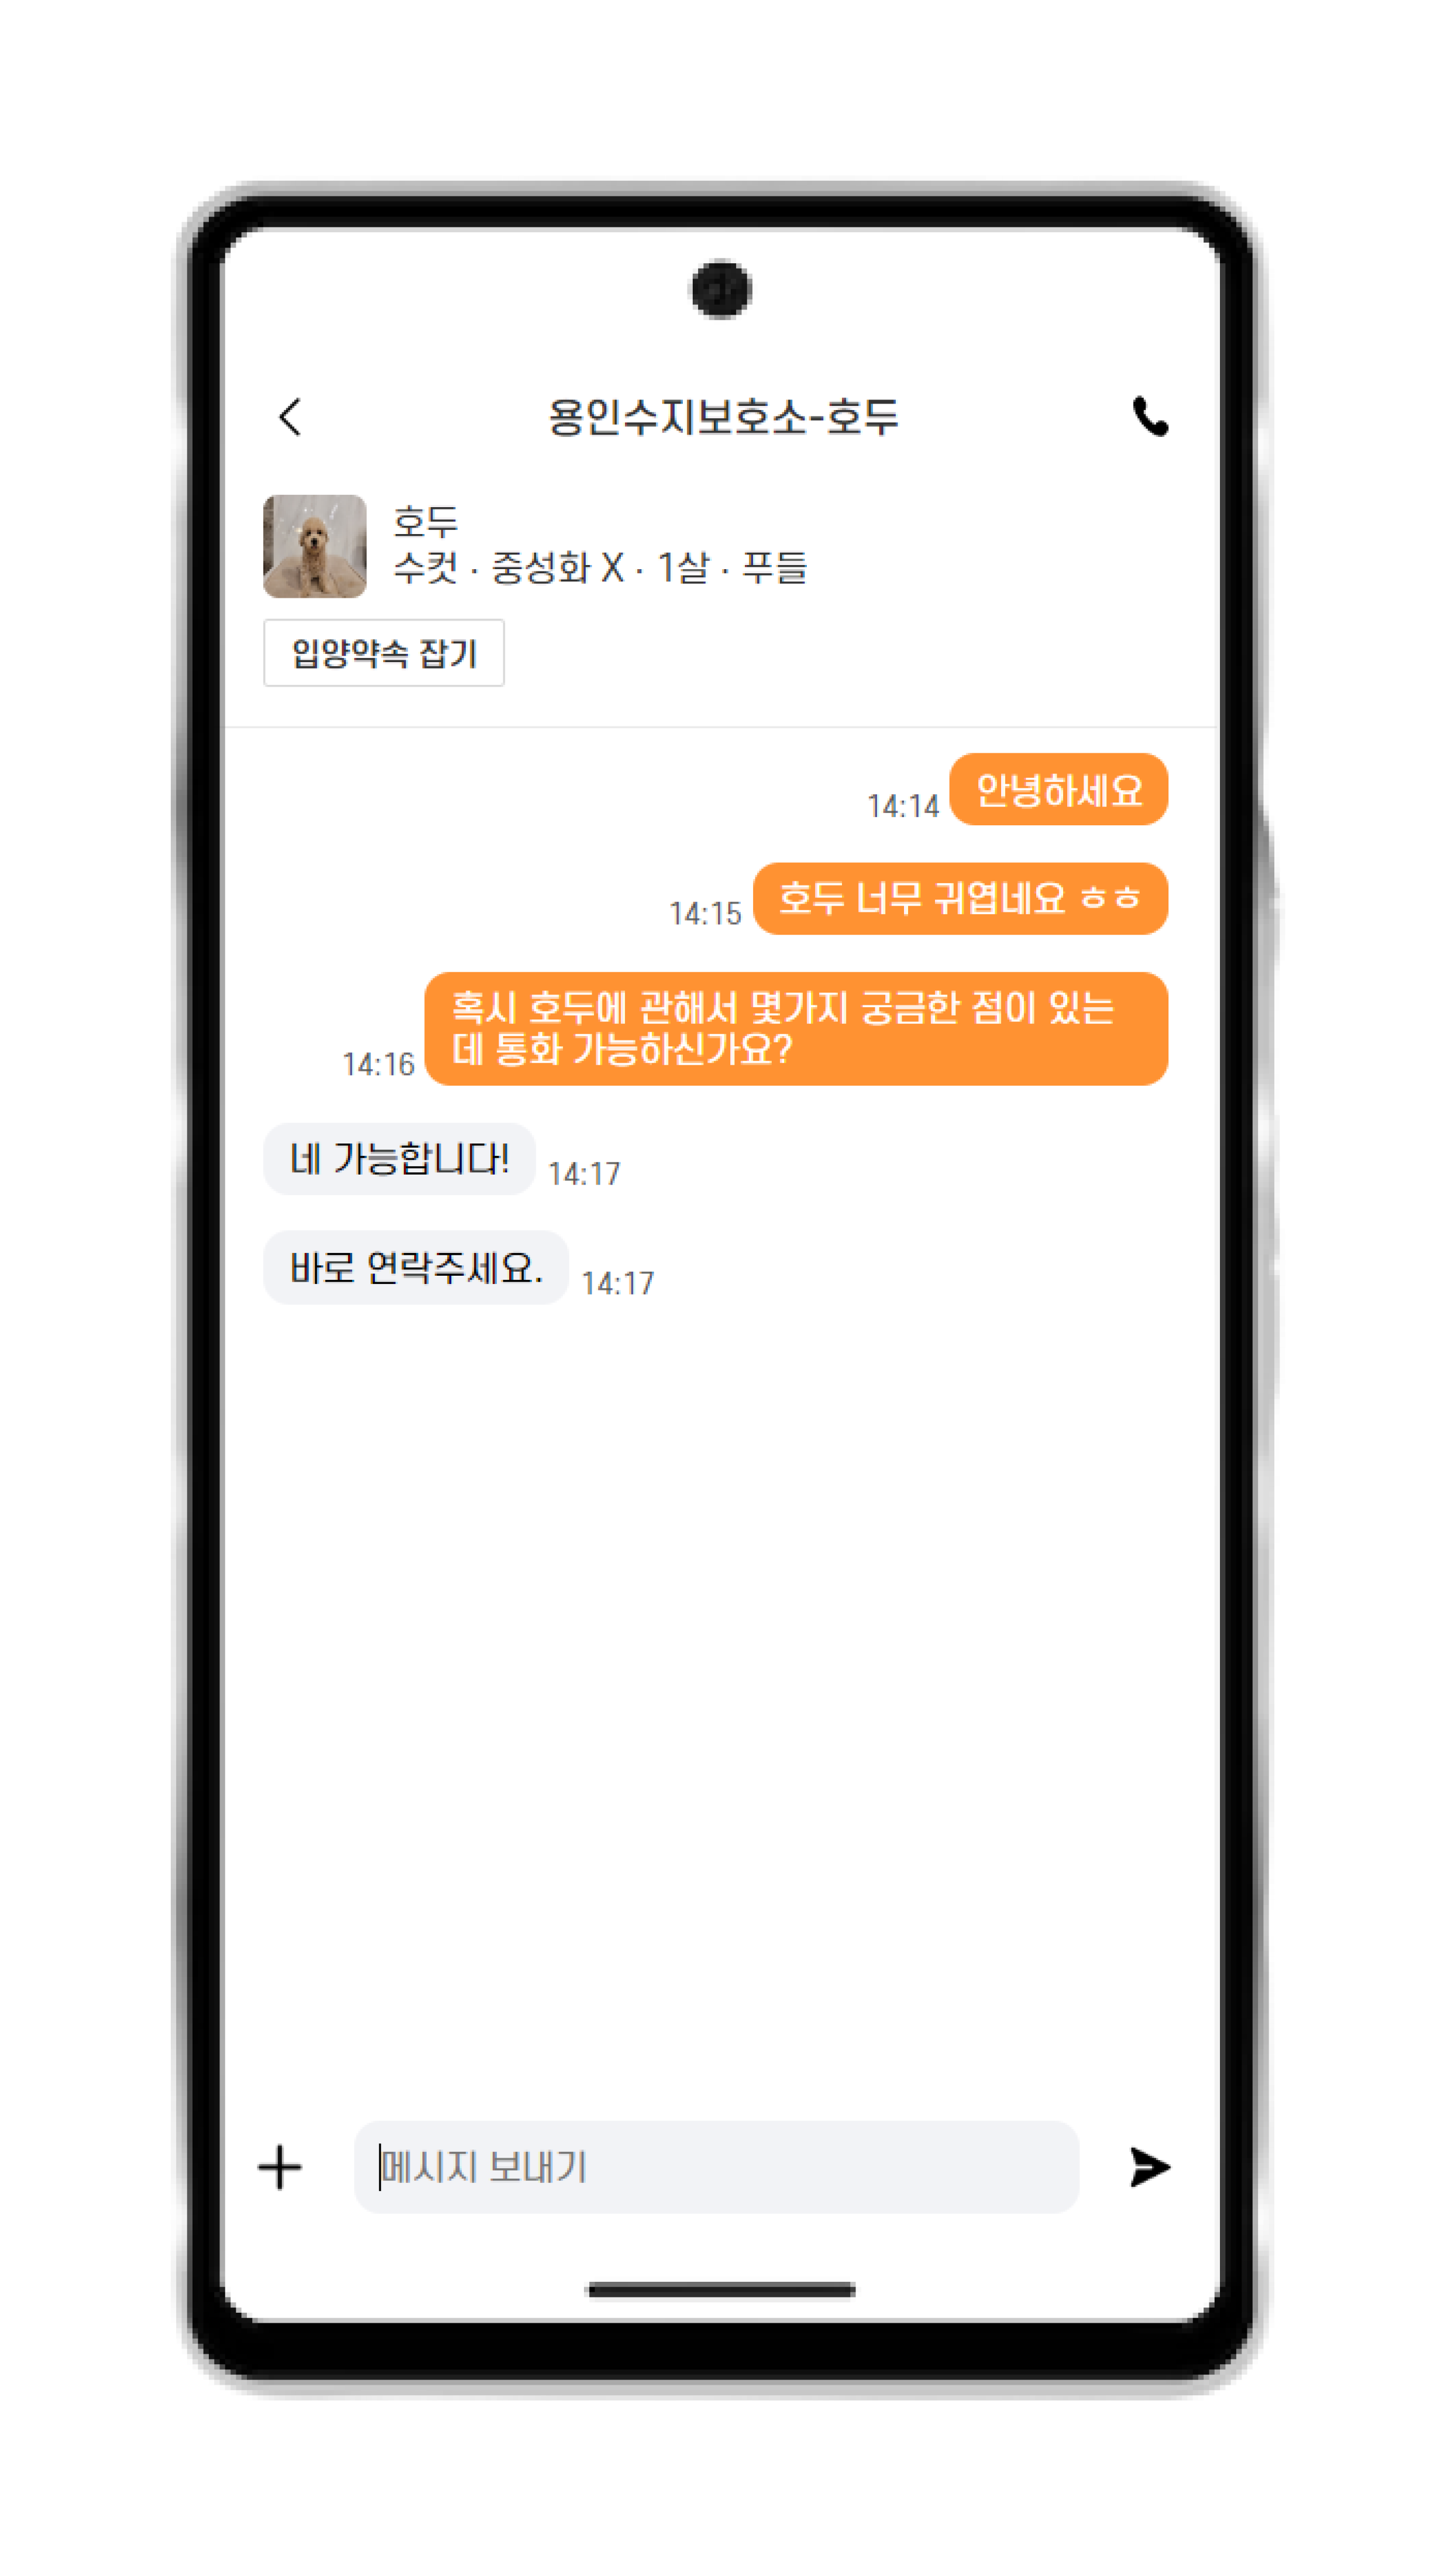 용인수지보호소-호두
호두
수컷 · 중성화 X · 1살 · 푸들
입양약속 잡기
안녕하세요
14:14
호두 너무 귀엽네요 ㅎㅎ
14:15
혹시 호두에 관해서 몇가지 궁금한 점이 있는
데 통화 가능하신가요?
14:16
네 가능합니다!
14:17
바로 연락주세요.
14:17
메시지 보내기